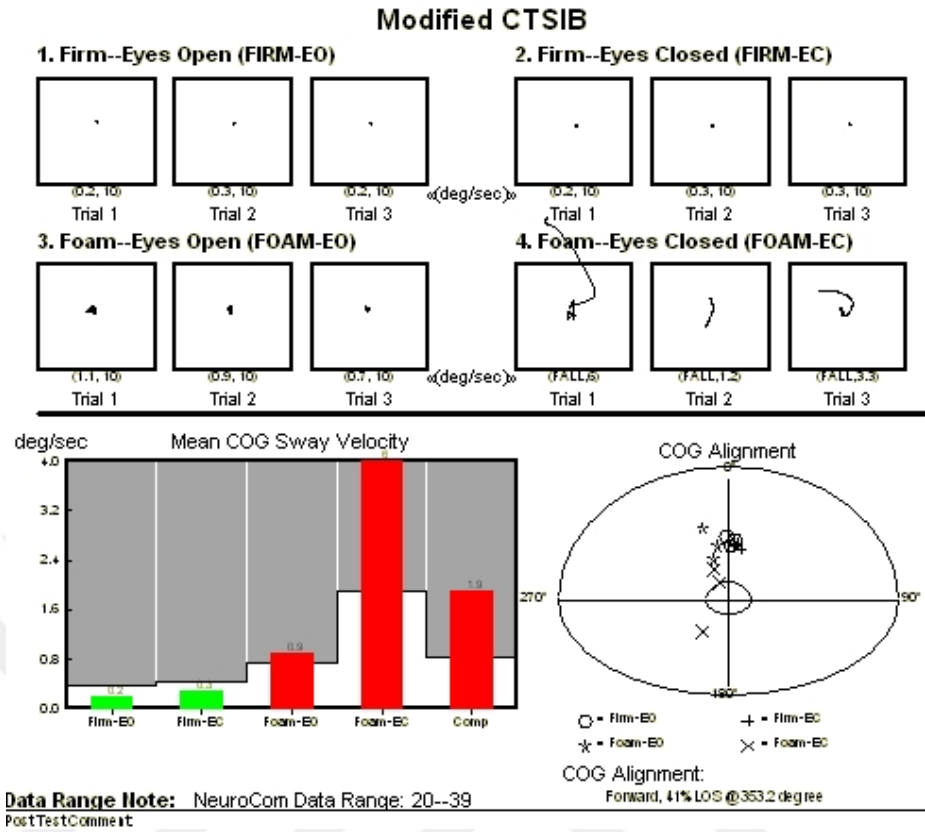 Modified CTSIB
1. Firm--Eyes Open (FIRM-EO)
2. Firm--Eyes Closed (FIRM-EC)
(0.2, 10) (0.3, 10) (0.2, 10) «(deg/sec)» (0.2, 10) (0.3, 10) (0.3, 10)
Trial 1 Trial 2 Trial 3 Trial 1 Trial 2 Trial 3
3. Foam--Eyes Open (FOAM-EO)
4. Foam--Eyes Closed (FOAM-EC)
(1.1, 10) (0.9, 10) (0.7, 10) «(deg/sec)» (FALL,6) (FALL,1.2) (FALL,3.3)
Trial 1 Trial 2 Trial 3 Trial 1 Trial 2 Trial 3
deg/sec Mean COG Sway Velocity
4.0
3.2
2.4
1.6
0.8
0.0
0.2 0.3 0.9 6 1.9
Firm-EO Firm-EC Foam-EO Foam-EC Comp
COG Alignment
0°
270° 90°
180°
= Firm-EO = Firm-EC
= Foam-EO = Foam-EC
COG Alignment:
Forward, 41% LOS @ 353.2 degree
Data Range Note: NeuroCom Data Range: 20--39
PostTestComment